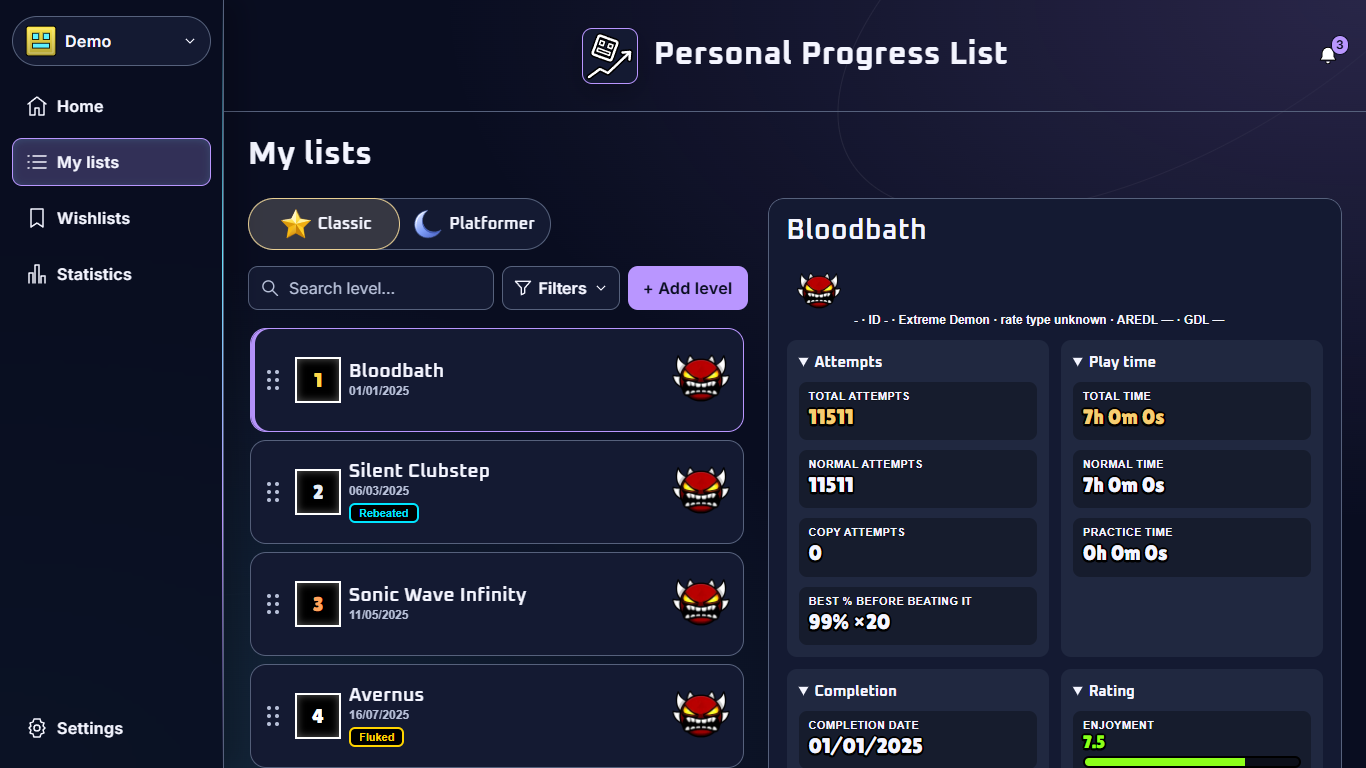 Demo
Home
My lists
Wishlists
Statistics
Settings
Personal Progress List
3
My lists
Classic
Platformer
Search level...
Filters
+ Add level
1
Bloodbath
01/01/2025
2
Silent Clubstep
06/03/2025
Rebeated
3
Sonic Wave Infinity
11/05/2025
4
Avernus
16/07/2025
Fluked
Bloodbath
- · ID - · Extreme Demon · rate type unknown · AREDL — · GDL —
▼ Attempts
TOTAL ATTEMPTS
11511
NORMAL ATTEMPTS
11511
COPY ATTEMPTS
0
BEST % BEFORE BEATING IT
99% ×20
▼ Play time
TOTAL TIME
7h 0m 0s
NORMAL TIME
7h 0m 0s
PRACTICE TIME
0h 0m 0s
▼ Completion
COMPLETION DATE
01/01/2025
▼ Rating
ENJOYMENT
7.5